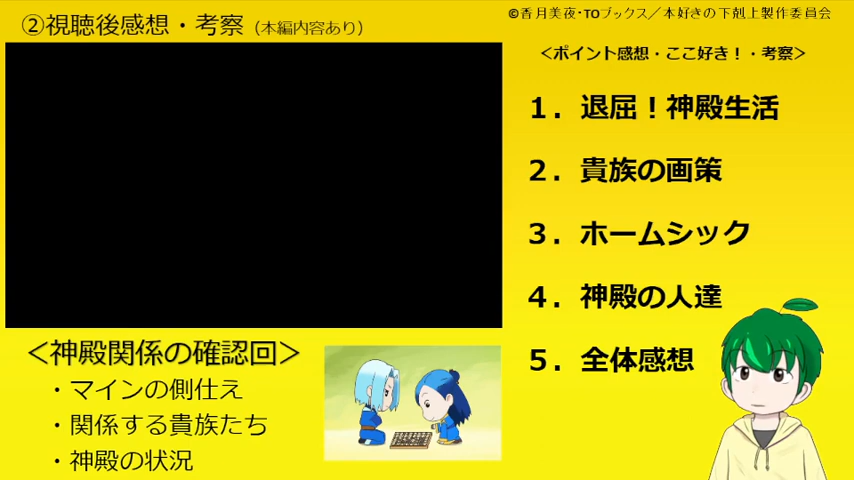 ②視聴後感想・考察（本編内容あり）
©香月美夜・TOブックス／本好きの下剋上製作委員会
＜ポイント感想・ここ好き！・考察＞
１．退屈！神殿生活
２．貴族の画策
３．ホームシック
４．神殿の人達
５．全体感想
＜神殿関係の確認回＞
・マインの側仕え
・関係する貴族たち
・神殿の状況